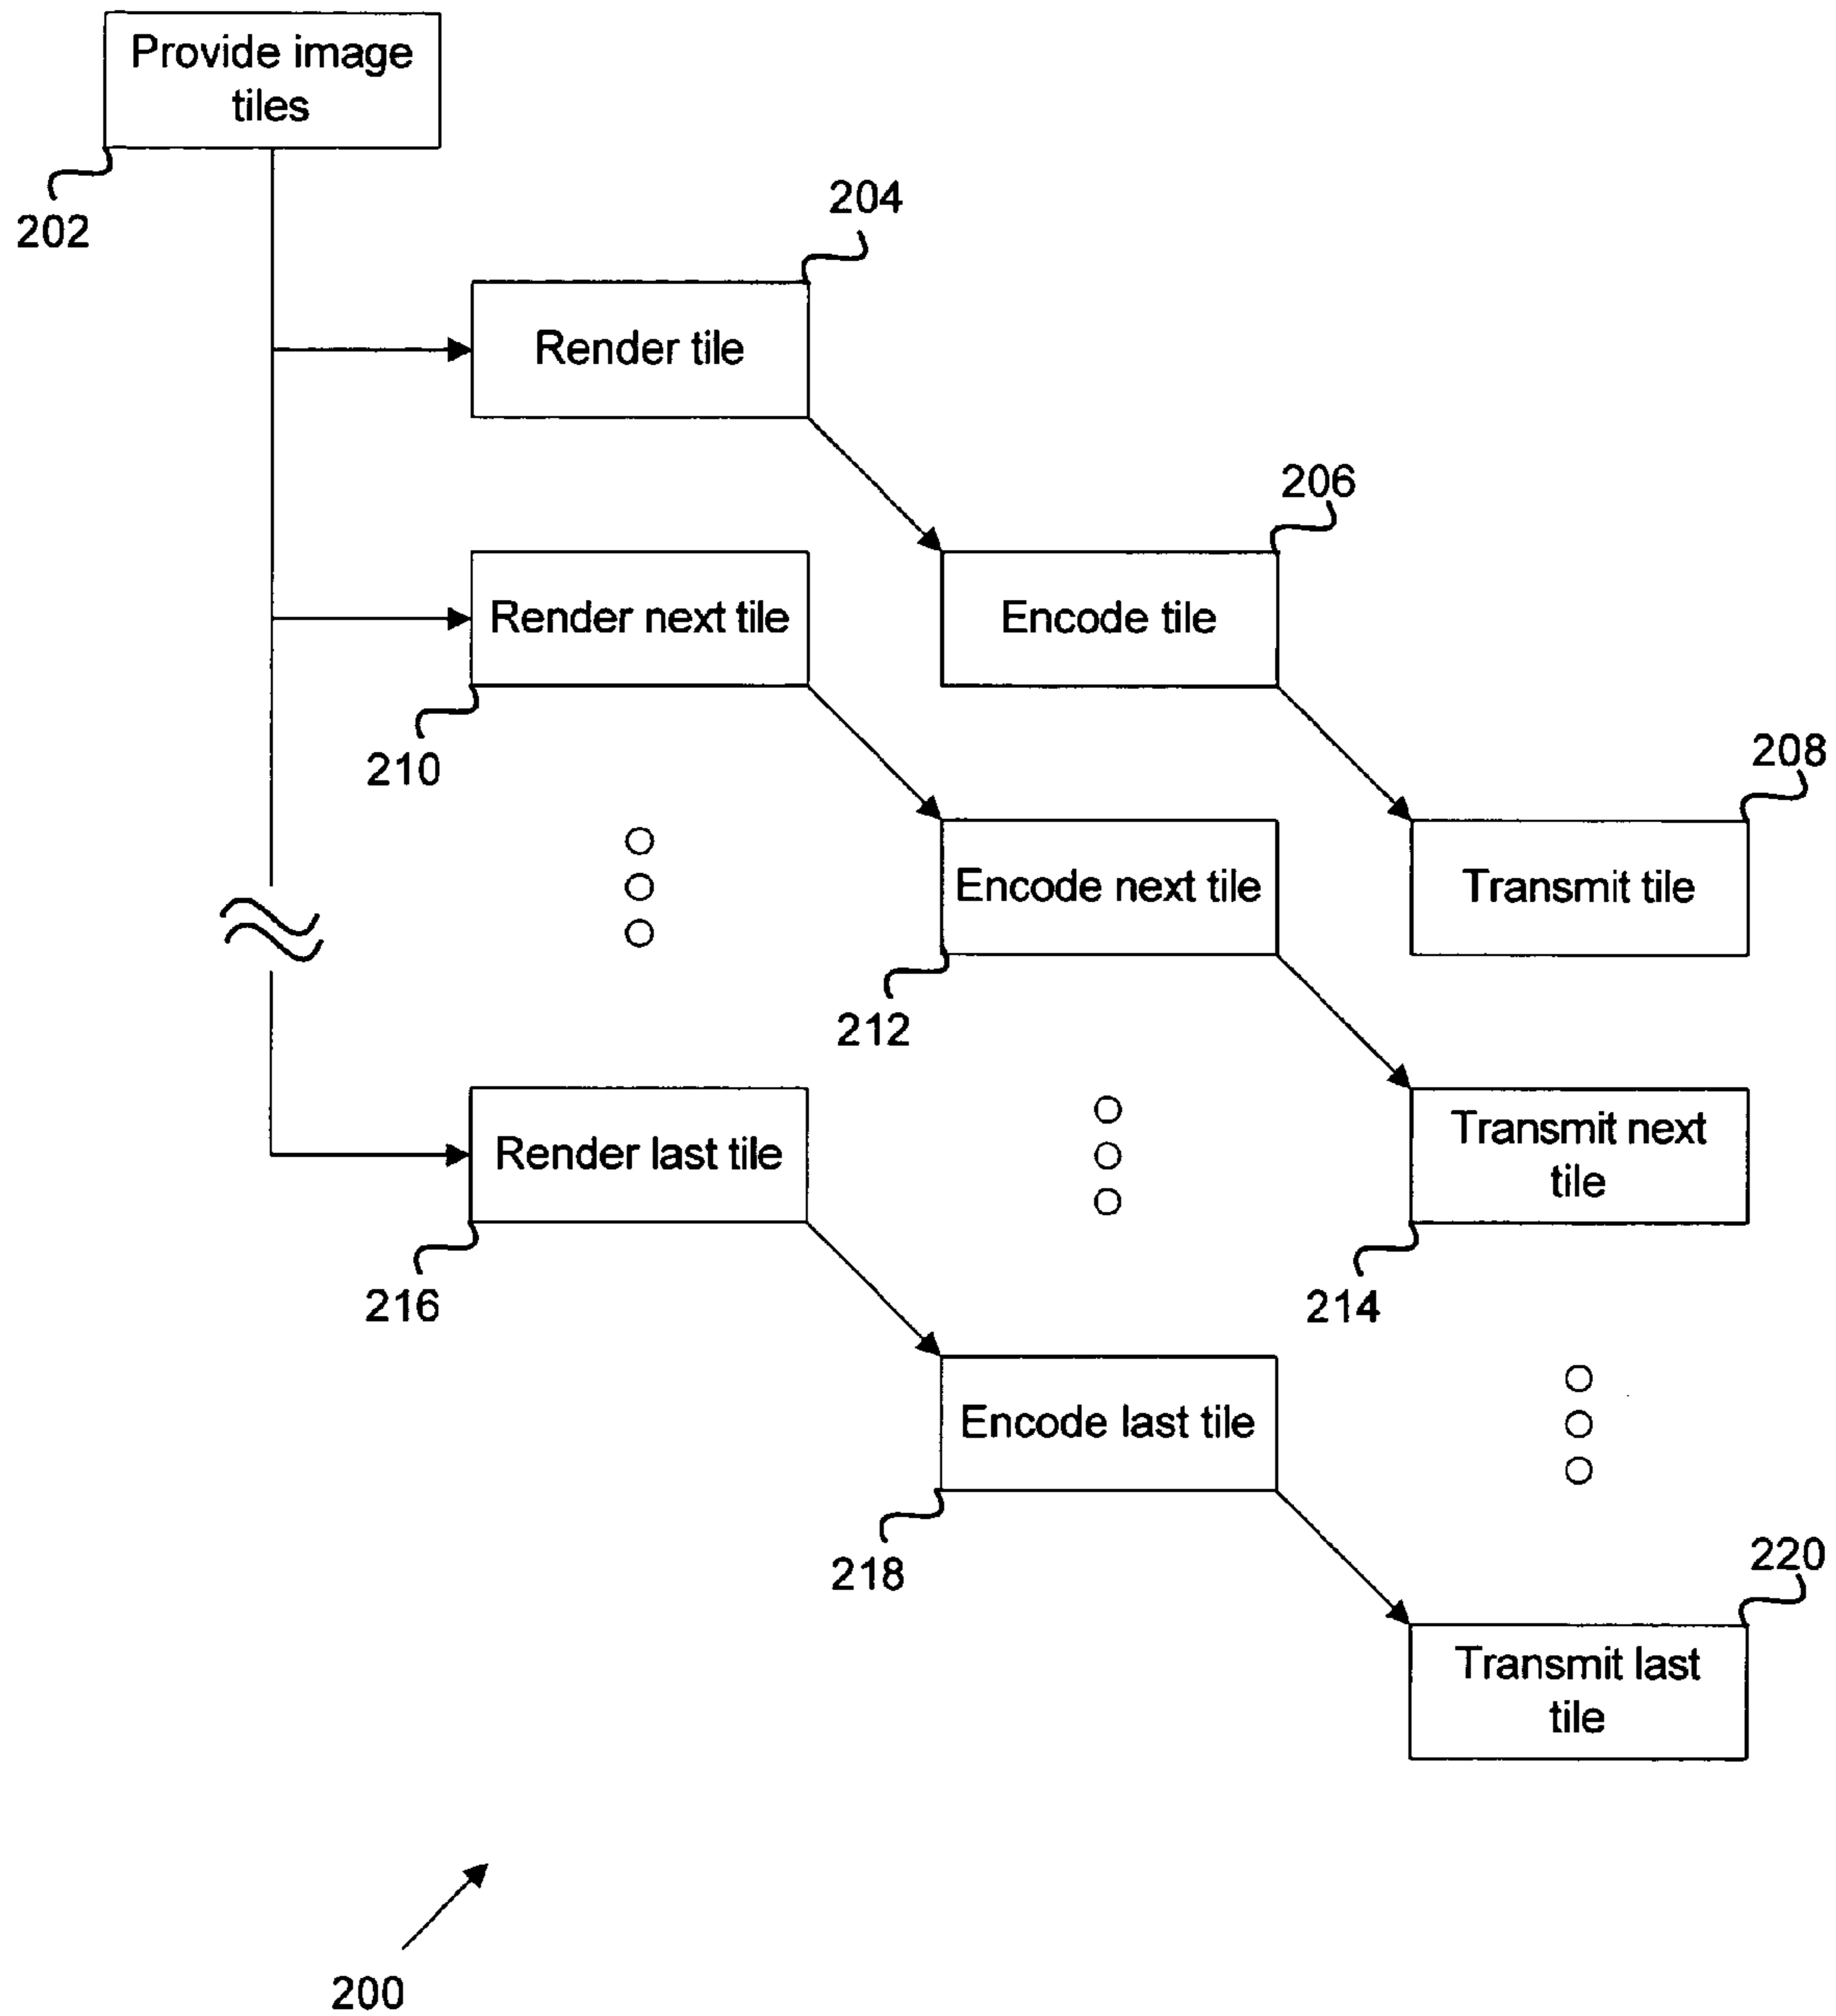 Provide image
tiles
202
204
Render tile
206
Render next tile
Encode tile
210
208
Encode next tile
Transmit tile
212
Render last tile
Transmit next
tile
216
214
Encode last tile
218
220
Transmit last
tile
200